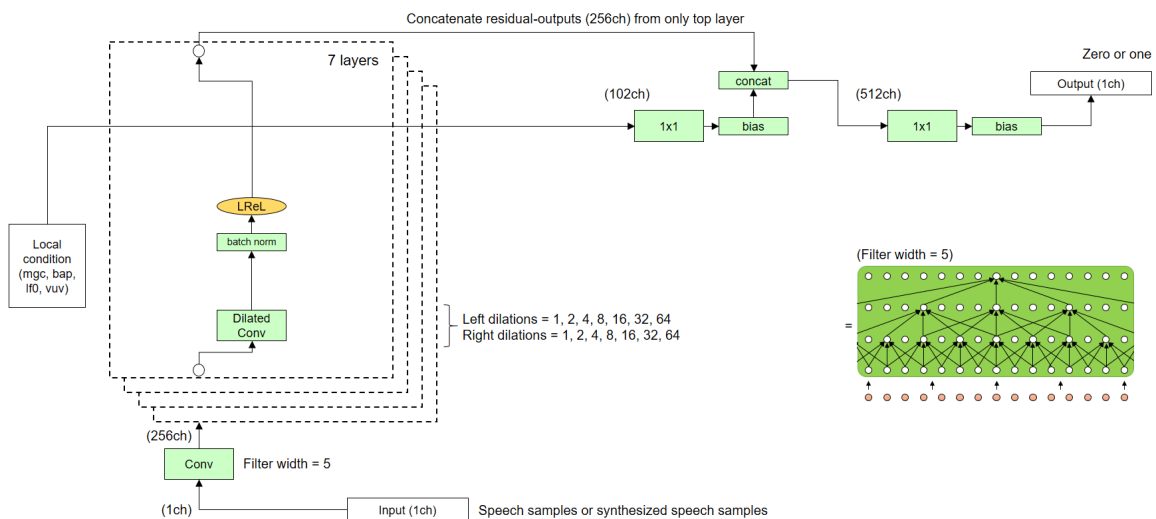 Concatenate residual-outputs (256ch) from only top layer
7 layers
Zero or one
concat
Output (1ch)
(102ch)
(512ch)
1x1
bias
1x1
bias
LReL
batch norm
Local
condition
(mgc, bap,
lf0, vuv)
(Filter width = 5)
Dilated
Conv
Left dilations = 1, 2, 4, 8, 16, 32, 64
Right dilations = 1, 2, 4, 8, 16, 32, 64
=
(256ch)
Conv
Filter width = 5
(1ch)
Input (1ch)
Speech samples or synthesized speech samples